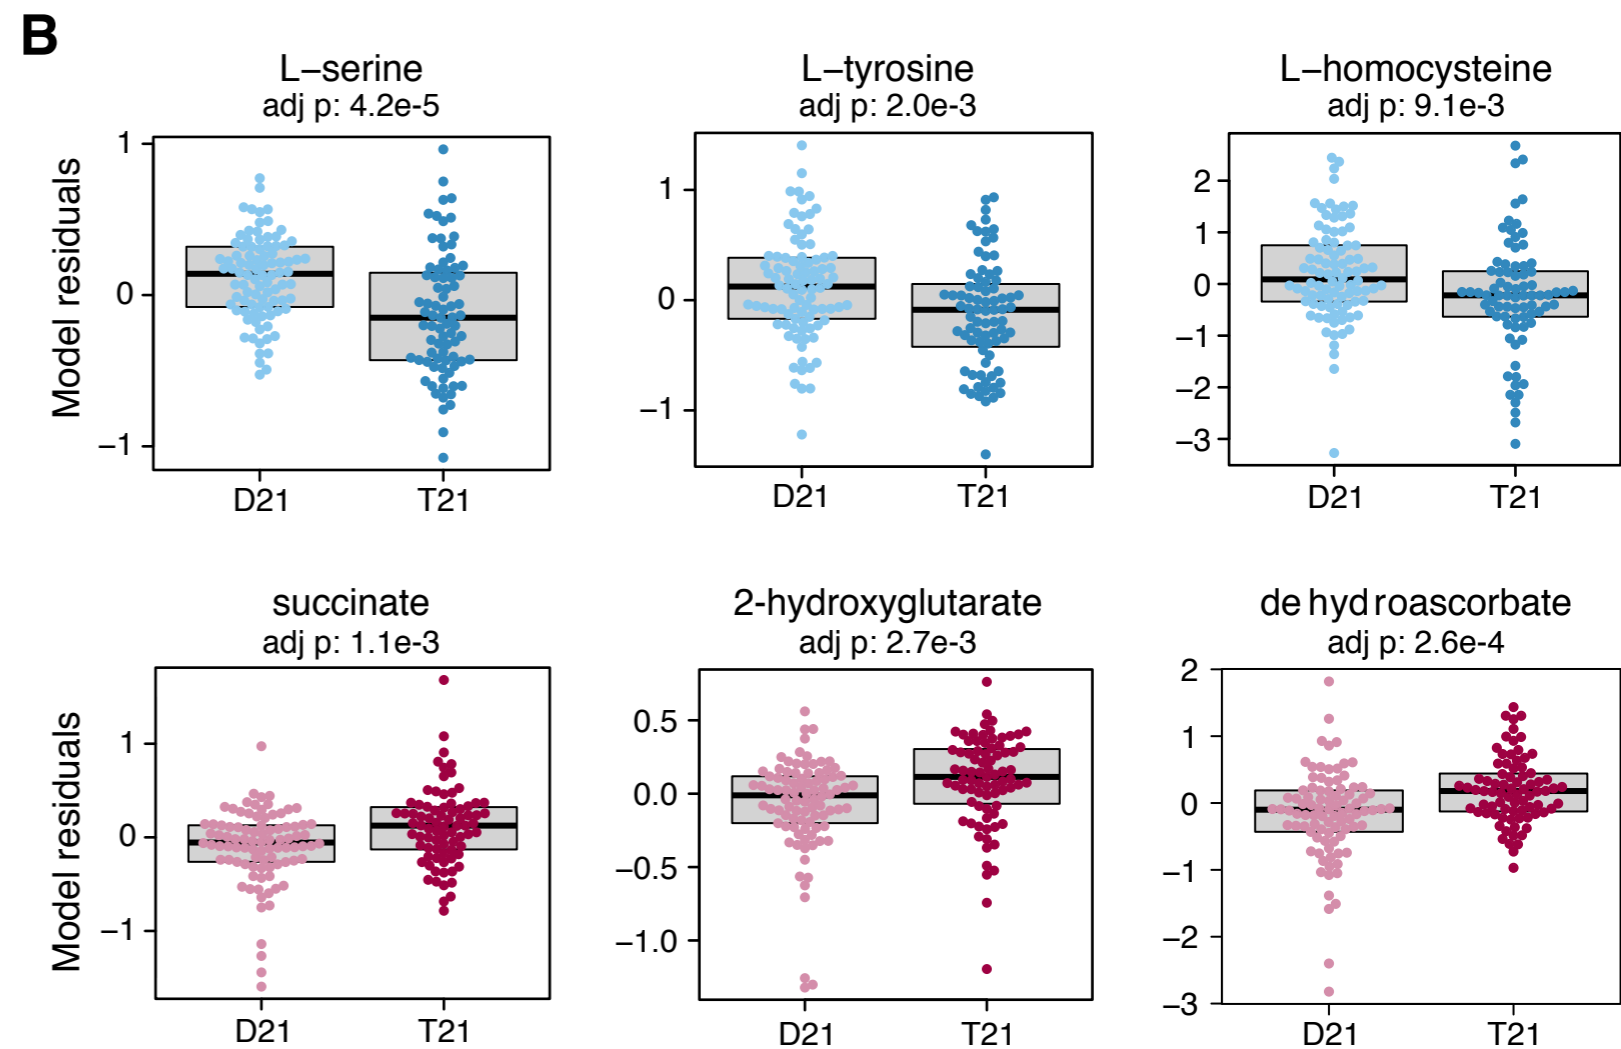 B
L−serine
adj p: 4.2e-5
L−tyrosine
adj p: 2.0e-3
L−homocysteine
adj p: 9.1e-3
Model residuals
1
0
−1
D21 T21
1
0
−1
D21 T21
2
1
0
−1
−2
−3
D21 T21
succinate
adj p: 1.1e-3
2-hydroxyglutarate
adj p: 2.7e-3
dehydroascorbate
adj p: 2.6e-4
Model residuals
1
0
−1
D21 T21
0.5
0.0
−0.5
−1.0
D21 T21
2
1
0
−1
−2
−3
D21 T21